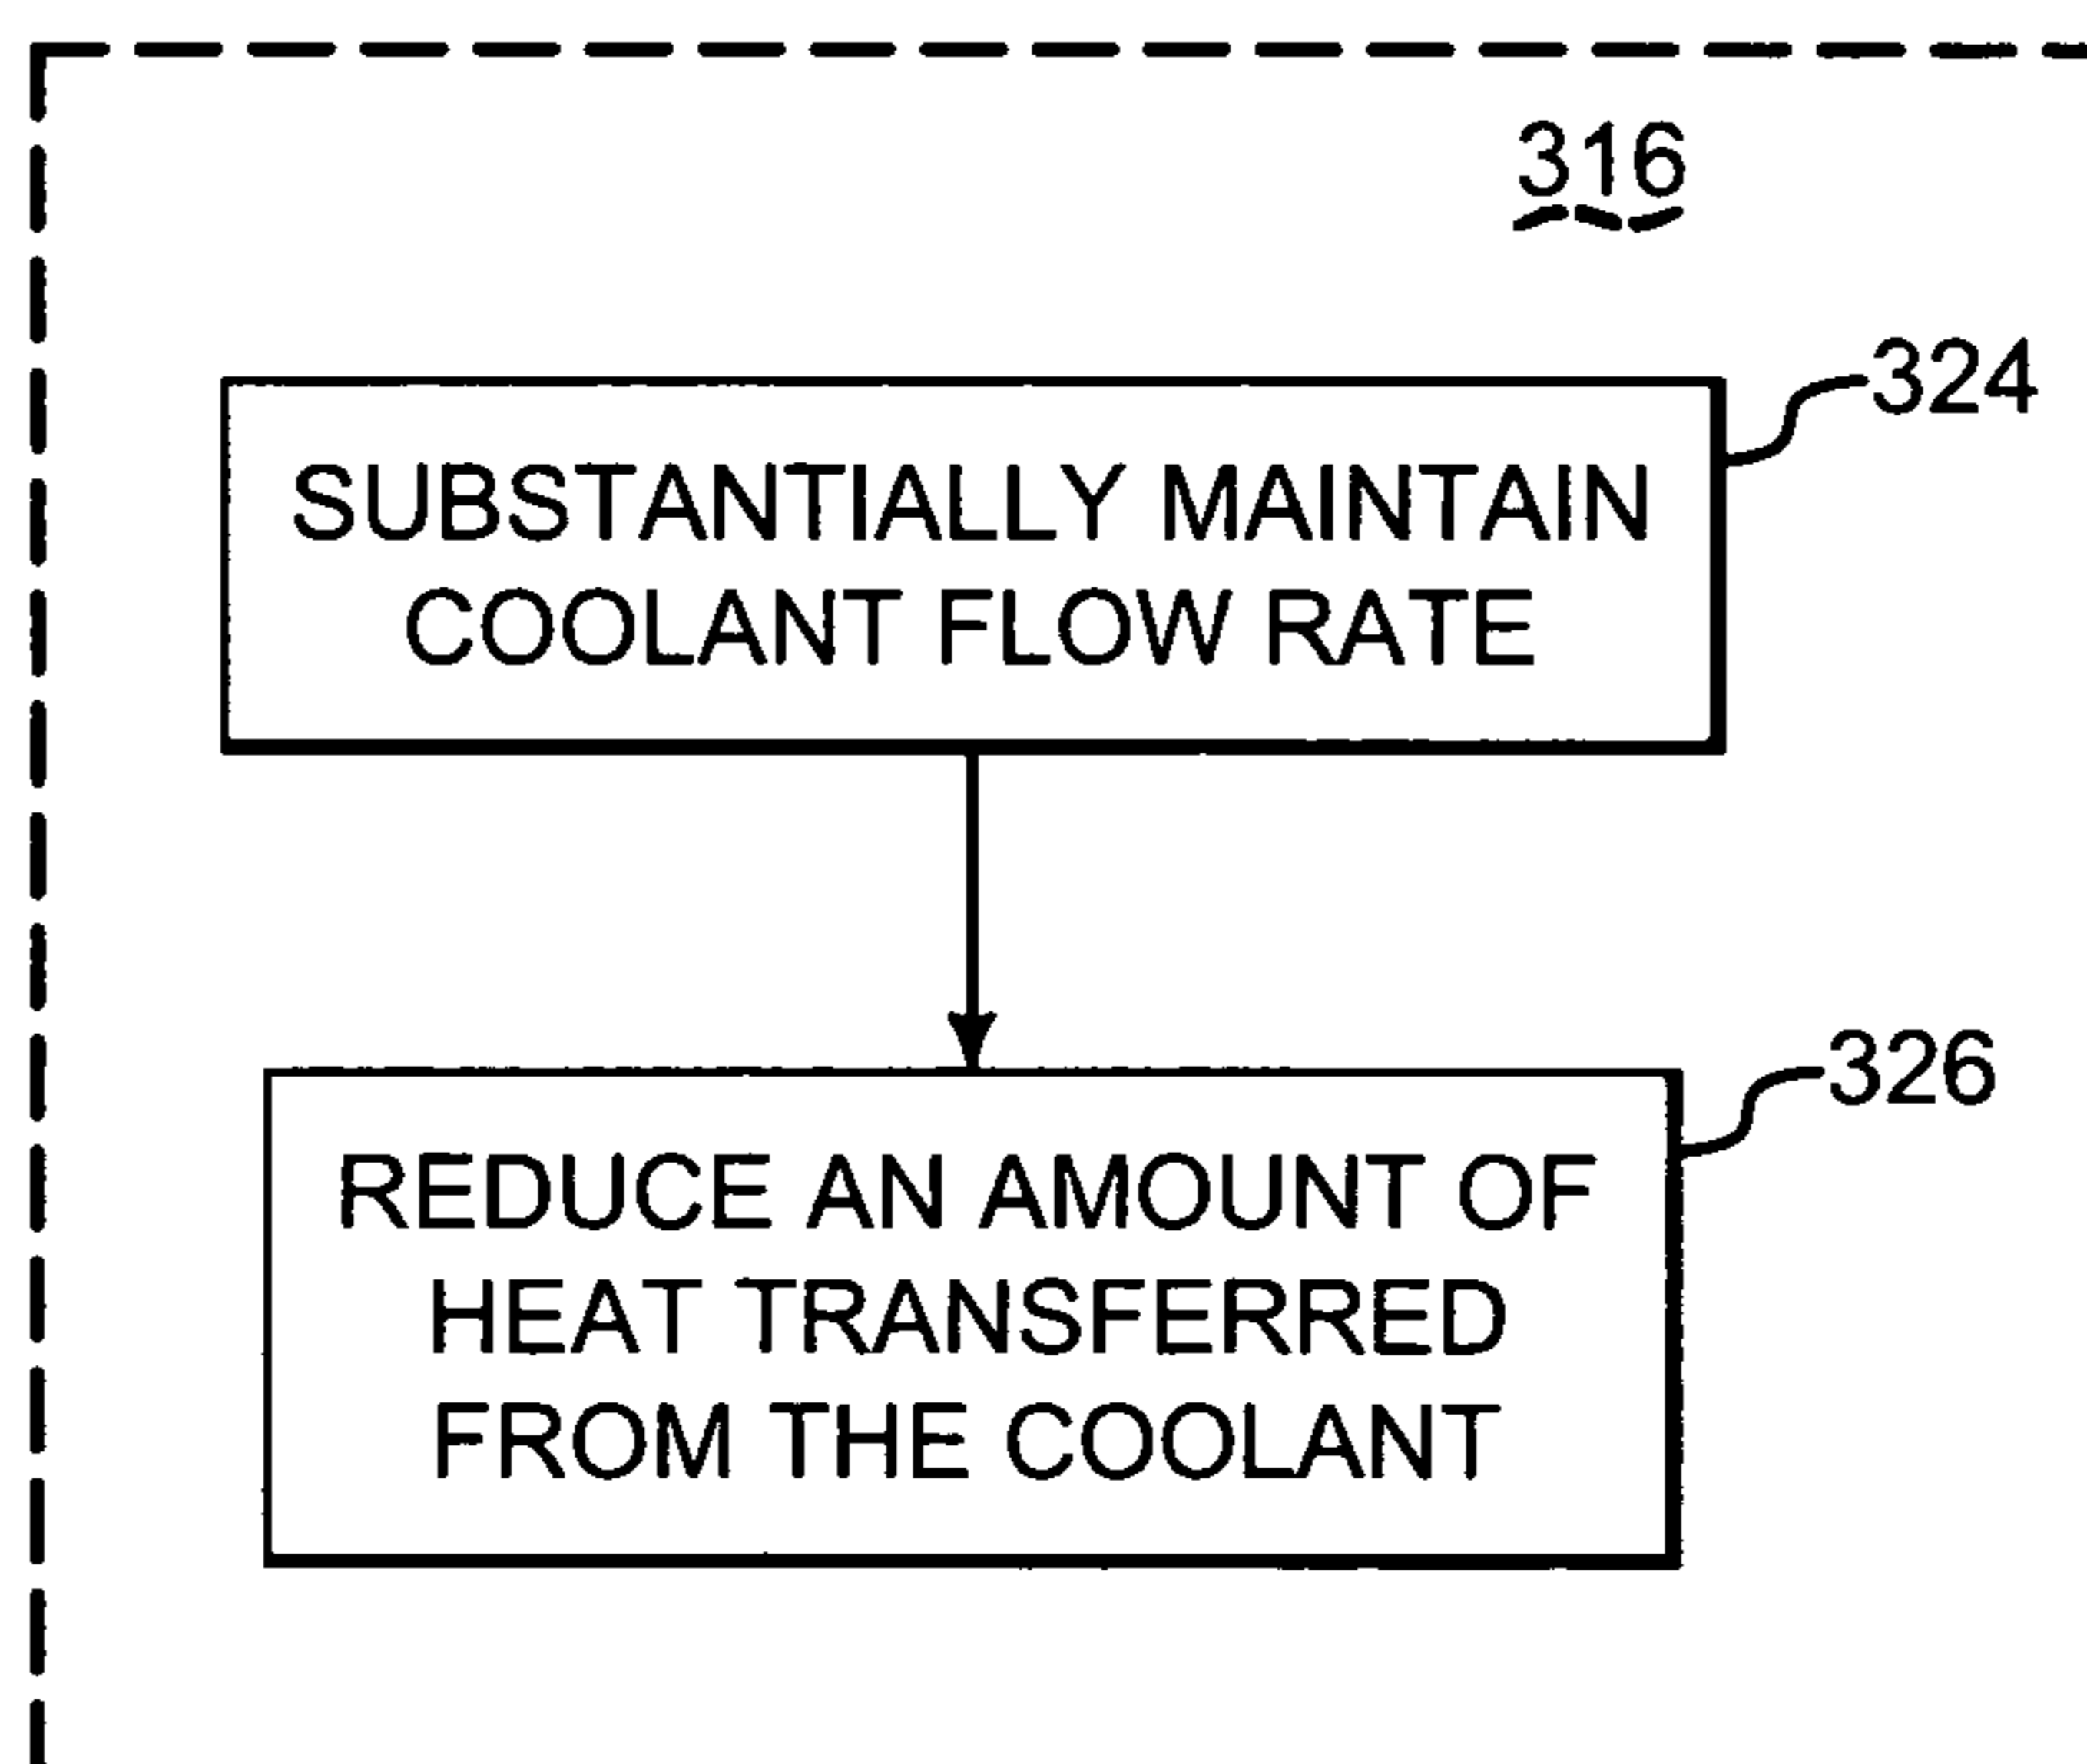 316
324
SUBSTANTIALLY MAINTAIN
COOLANT FLOW RATE
326
REDUCE AN AMOUNT OF
HEAT TRANSFERRED
FROM THE COOLANT